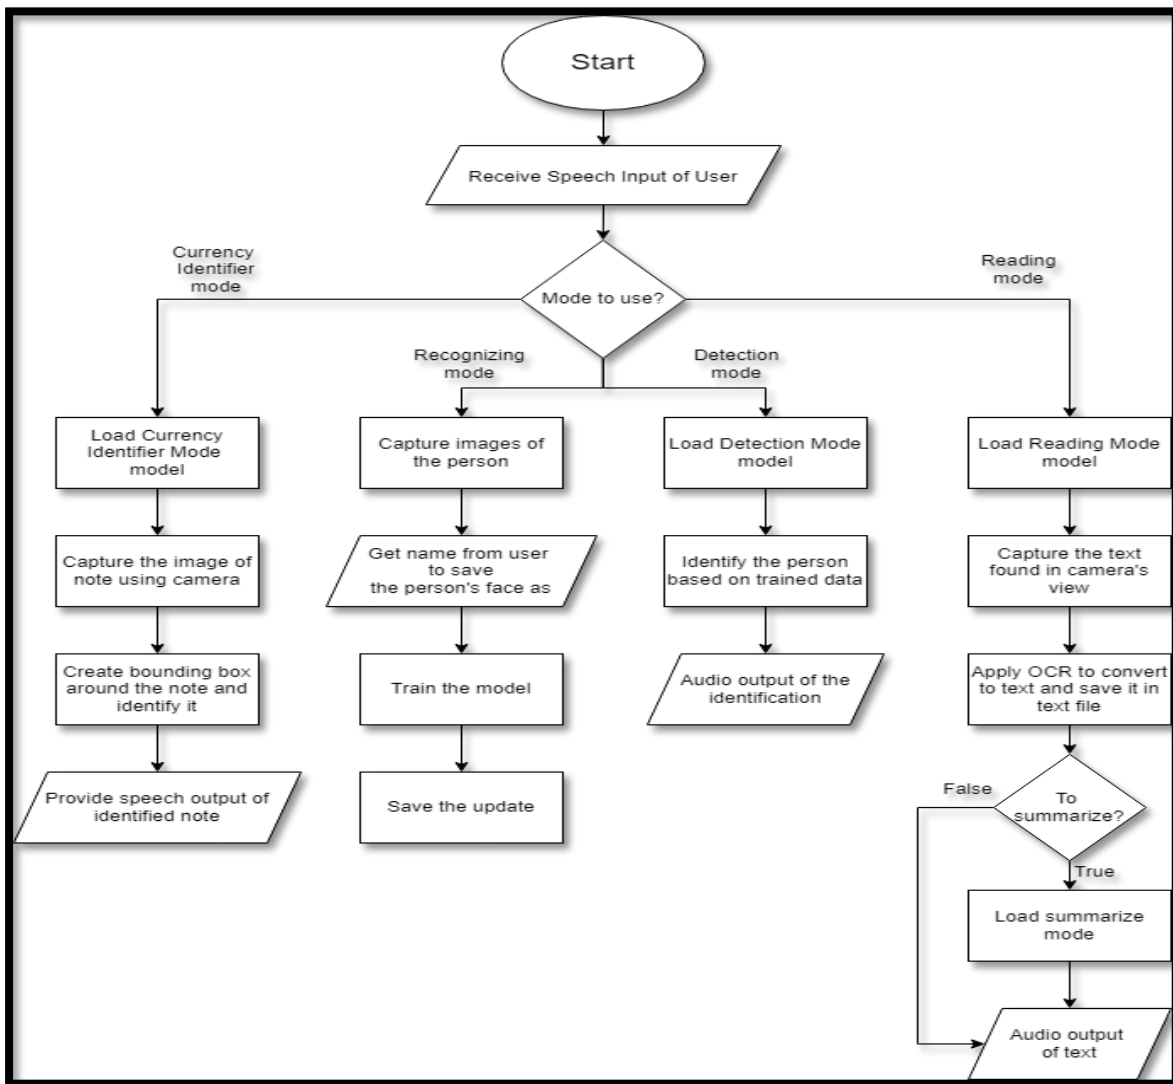 Start
Receive Speech Input of User
Currency
Identifier
mode
Mode to use?
Reading
mode
Recognizing
mode
Detection
mode
Load Currency
Identifier Mode
model
Capture images of
the person
Load Detection Mode
model
Load Reading Mode
model
Capture the image of
note using camera
Get name from user
to save
the person's face as
Identify the person
based on trained data
Capture the text
found in camera's
view
Create bounding box
around the note and
identify it
Train the model
Audio output of the
identification
Apply OCR to convert
to text and save it in
text file
Provide speech output of
identified note
Save the update
False
To
summarize?
True
Load summarize
mode
Audio output
of text